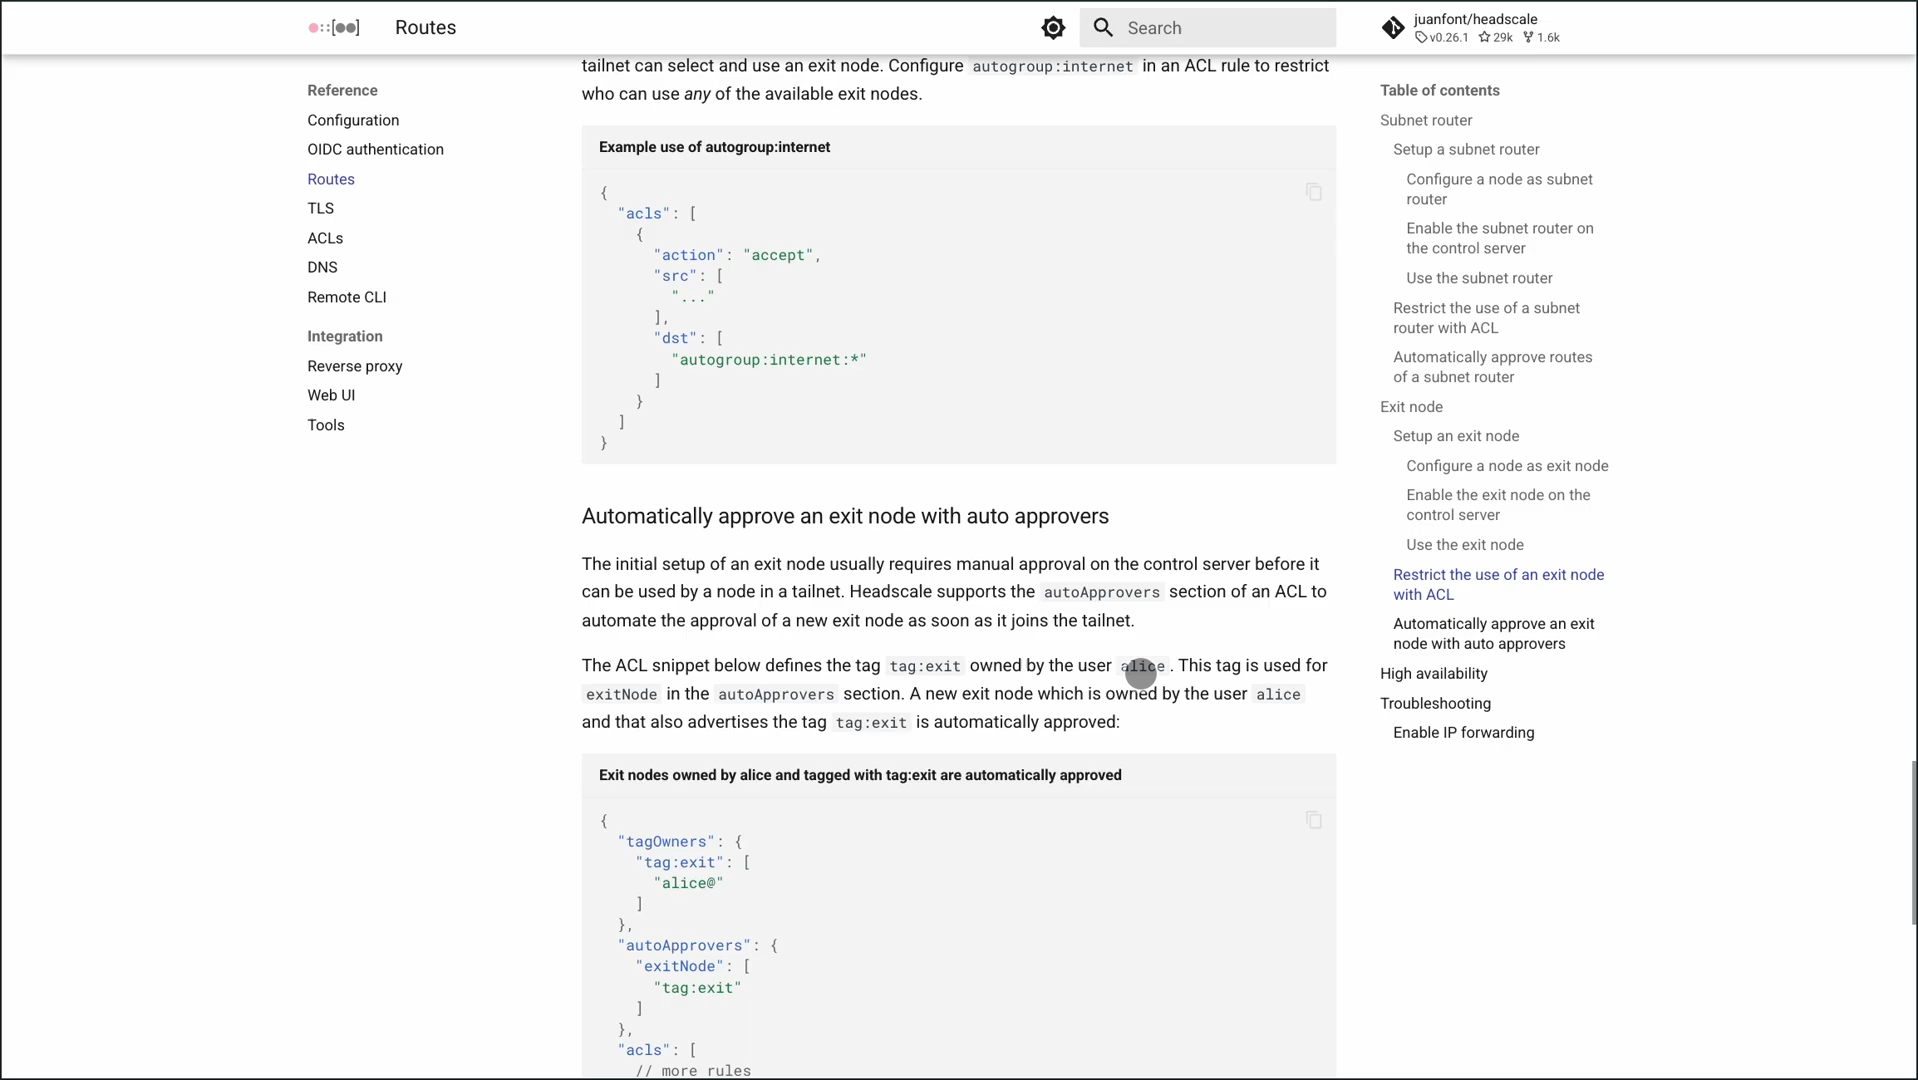 Routes
Search
juanfont/headscale
v0.26.1 29k 1.6k
Reference
Configuration
OIDC authentication
Routes
TLS
ACLs
DNS
Remote CLI
Integration
Reverse proxy
Web UI
Tools
tailnet can select and use an exit node. Configure autogroup:internet in an ACL rule to restrict
who can use any of the available exit nodes.
Example use of autogroup:internet
{
"acls": [
{
"action": "accept",
"src": [
"..."
],
"dst": [
"autogroup:internet:*"
]
}
]
}
Automatically approve an exit node with auto approvers
The initial setup of an exit node usually requires manual approval on the control server before it
can be used by a node in a tailnet. Headscale supports the autoApprovers section of an ACL to
automate the approval of a new exit node as soon as it joins the tailnet.
The ACL snippet below defines the tag tag:exit owned by the user alice. This tag is used for
exitNode in the autoApprovers section. A new exit node which is owned by the user alice
and that also advertises the tag tag:exit is automatically approved:
Exit nodes owned by alice and tagged with tag:exit are automatically approved
{
"tagOwners": {
"tag:exit": [
"alice@"
]
},
"autoApprovers": {
"exitNode": [
"tag:exit"
]
},
"acls": [
// more rules
Table of contents
Subnet router
Setup a subnet router
Configure a node as subnet
router
Enable the subnet router on
the control server
Use the subnet router
Restrict the use of a subnet
router with ACL
Automatically approve routes
of a subnet router
Exit node
Setup an exit node
Configure a node as exit node
Enable the exit node on the
control server
Use the exit node
Restrict the use of an exit node
with ACL
Automatically approve an exit
node with auto approvers
High availability
Troubleshooting
Enable IP forwarding